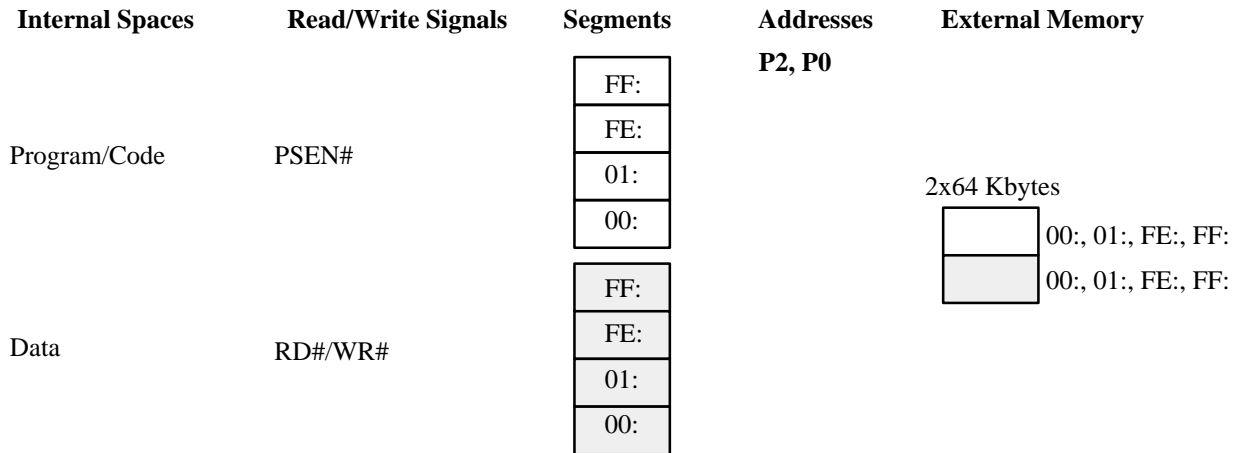 Internal Spaces Read/Write Signals Segments Addresses External Memory
P2, P0
FF:
FE:
Program/Code PSEN#
01:
2x64 Kbytes
00:
00:, 01:, FE:, FF:
00:, 01:, FE:, FF:
FF:
FE:
Data RD#/WR#
01:
00: